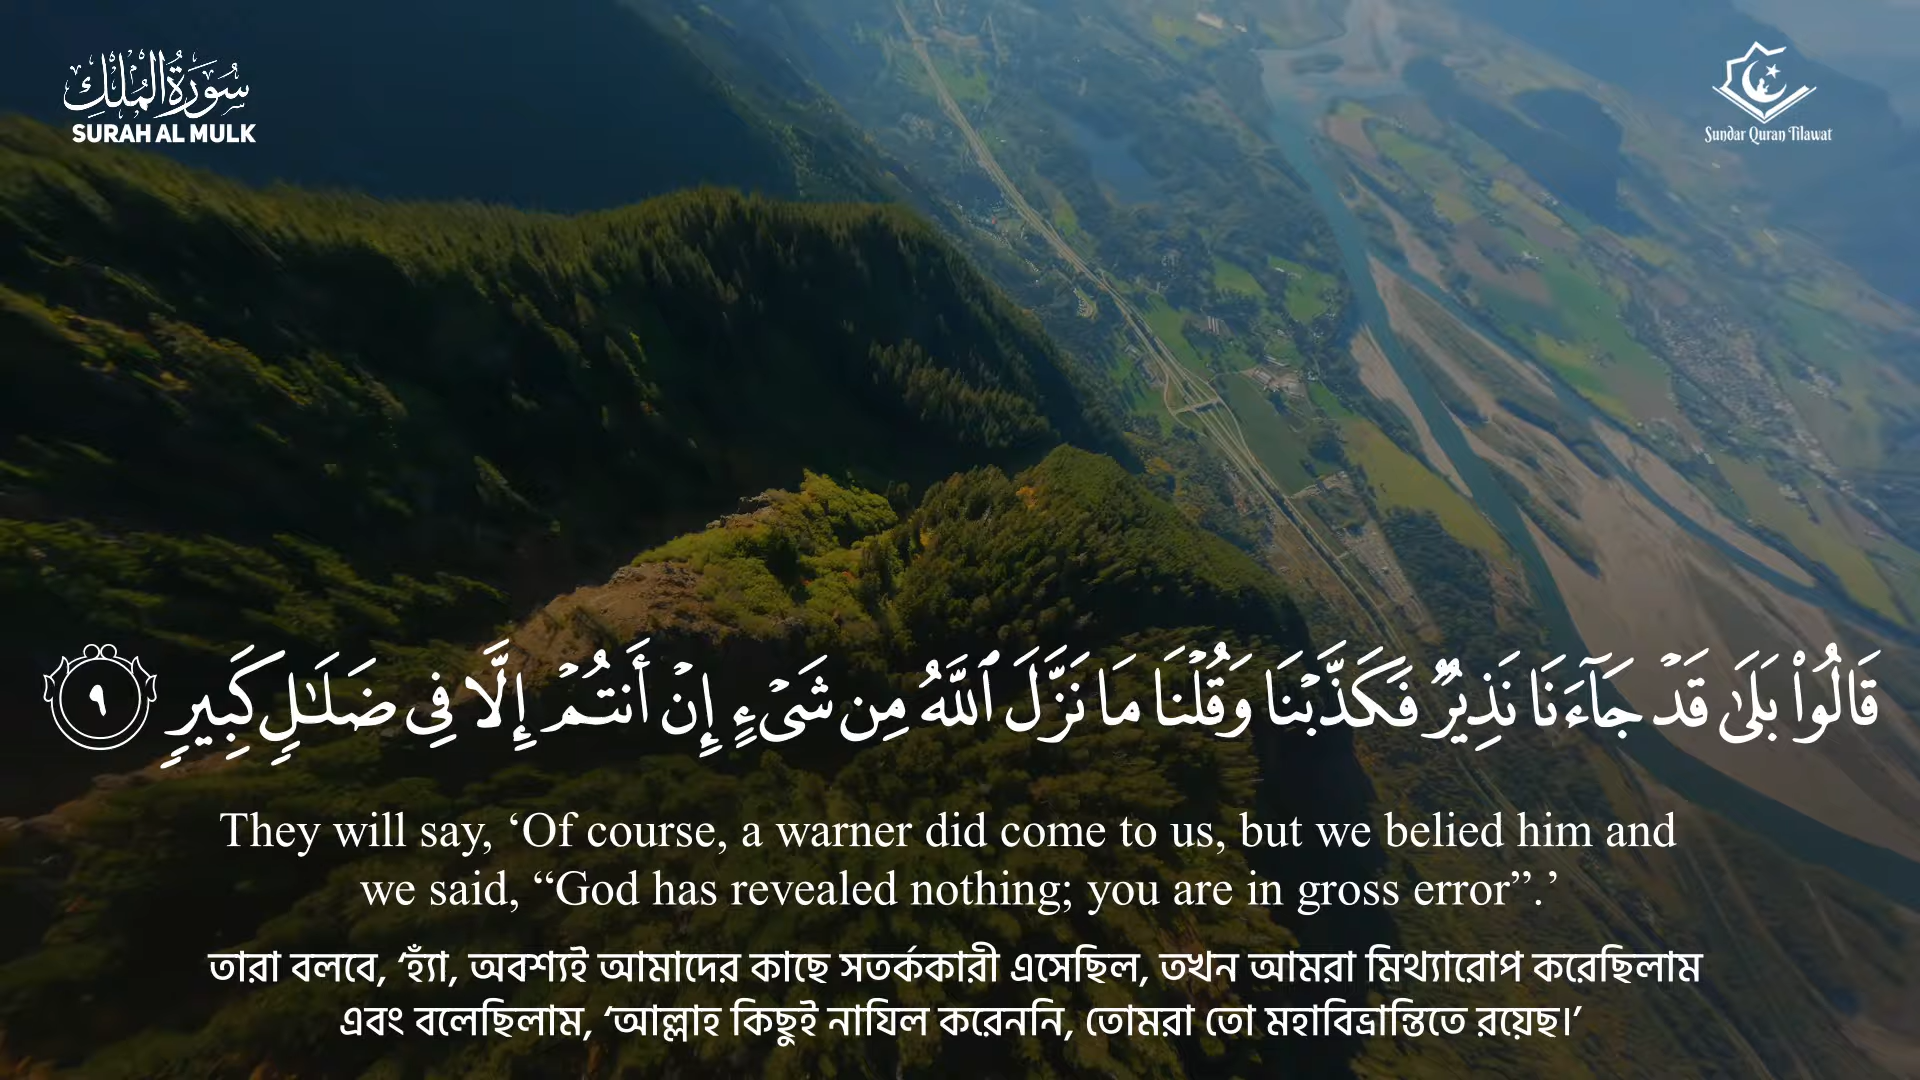 سُورَةُ الْمُلْكِ
SURAH AL MULK
Sundar Quran Tilawat
قَالُوا۟ بَلَىٰ قَدْ جَآءَنَا نَذِيرٌ فَكَذَّبْنَا وَقُلْنَا مَا نَزَّلَ ٱللَّهُ مِن شَىْءٍ إِنْ أَنتُمْ إِلَّا فِى ضَلَـٰلٍ كَبِيرٍ ٩
They will say, ‘Of course, a warner did come to us, but we belied him and
we said, “God has revealed nothing; you are in gross error”.’
তারা বলবে, ‘হ্যাঁ, অবশ্যই আমাদের কাছে সতর্ককারী এসেছিল, তখন আমরা মিথ্যারোপ করেছিলাম
এবং বলেছিলাম, ‘আল্লাহ কিছুই নাযিল করেননি, তোমরা তো মহাবিভ্রান্তিতে রয়েছ।’